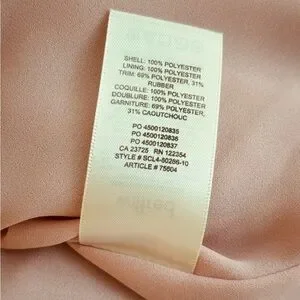 SHELL: 100% POLYESTER
LINING: 100% POLYESTER
TRIM: 69% POLYESTER, 31%
RUBBER
COQUILLE: 100% POLYESTER
DOUBLURE: 100% POLYESTER
GARNITURE: 69% POLYESTER,
31% CAOUTCHOUC
PO 4500120835
PO 4500120836
PO 4500120837
CA 23725 RN 122354
STYLE # SCL4-80256-10
ARTICLE # 75604